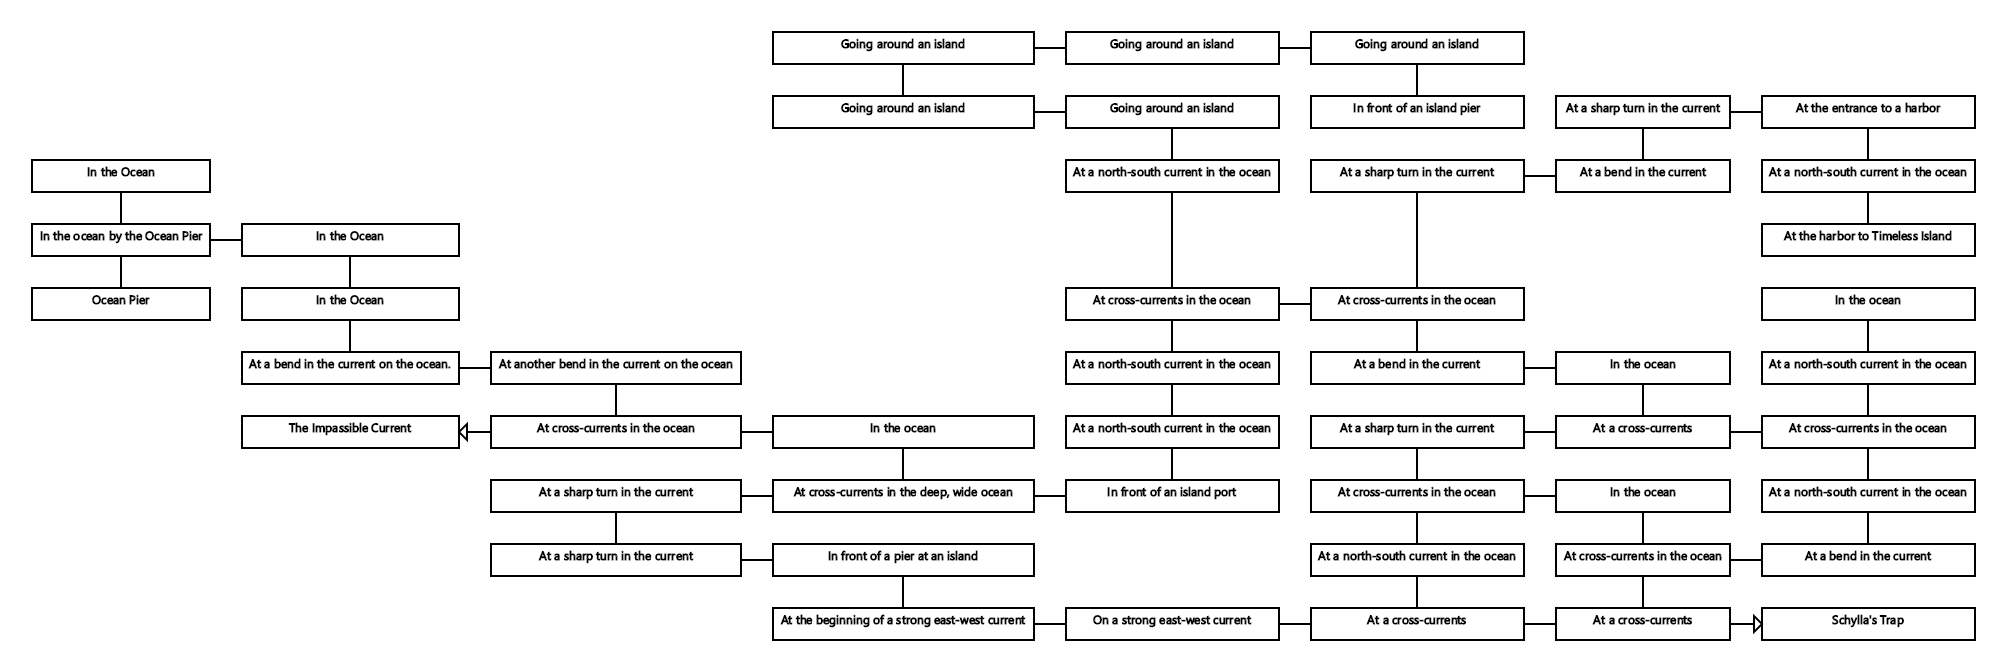 Going around an island
Going around an island
Going around an island
Going around an island
Going around an island
In front of an island pier
At a sharp turn in the current
At the entrance to a harbor
In the Ocean
At a north-south current in the ocean
At a sharp turn in the current
At a bend in the current
At a north-south current in the ocean
In the ocean by the Ocean Pier
In the Ocean
At the harbor to Timeless Island
Ocean Pier
In the Ocean
At cross-currents in the ocean
At cross-currents in the ocean
In the ocean
At a bend in the current on the ocean.
At another bend in the current on the ocean
At a north-south current in the ocean
At a bend in the current
In the ocean
At a north-south current in the ocean
The Impassible Current
At cross-currents in the ocean
In the ocean
At a north-south current in the ocean
At a sharp turn in the current
At a cross-currents
At cross-currents in the ocean
At a sharp turn in the current
At cross-currents in the deep, wide ocean
In front of an island port
At cross-currents in the ocean
In the ocean
At a north-south current in the ocean
At a sharp turn in the current
In front of a pier at an island
At a north-south current in the ocean
At cross-currents in the ocean
At a bend in the current
At the beginning of a strong east-west current
On a strong east-west current
At a cross-currents
At a cross-currents
Schylla's Trap